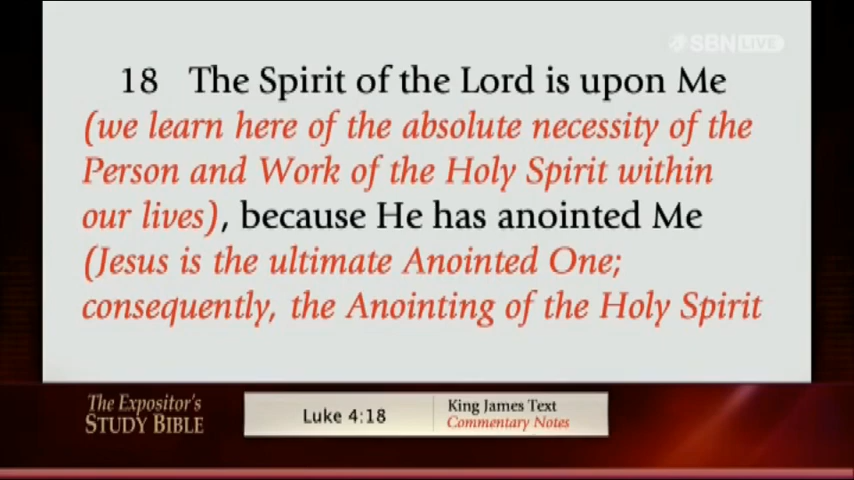 SBN LIVE
18 The Spirit of the Lord is upon Me
(we learn here of the absolute necessity of the
Person and Work of the Holy Spirit within
our lives), because He has anointed Me
(Jesus is the ultimate Anointed One;
consequently, the Anointing of the Holy Spirit
The Expositor's
STUDY BIBLE
Luke 4:18
King James Text
Commentary Notes